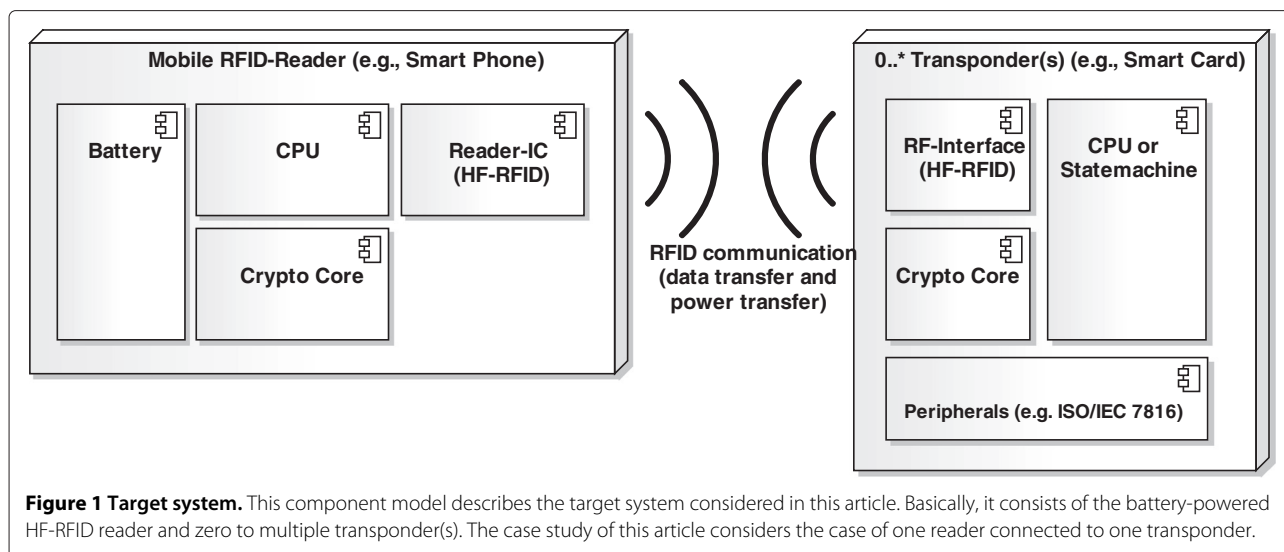 Mobile RFID-Reader (e.g., Smart Phone)
Battery
CPU
Reader-IC
(HF-RFID)
Crypto Core
RFID communication
(data transfer and
power transfer)
0..* Transponder(s) (e.g., Smart Card)
RF-Interface
(HF-RFID)
CPU or
Statemachine
Crypto Core
Peripherals (e.g. ISO/IEC 7816)
Figure 1 Target system. This component model describes the target system considered in this article. Basically, it consists of the battery-powered
HF-RFID reader and zero to multiple transponder(s). The case study of this article considers the case of one reader connected to one transponder.